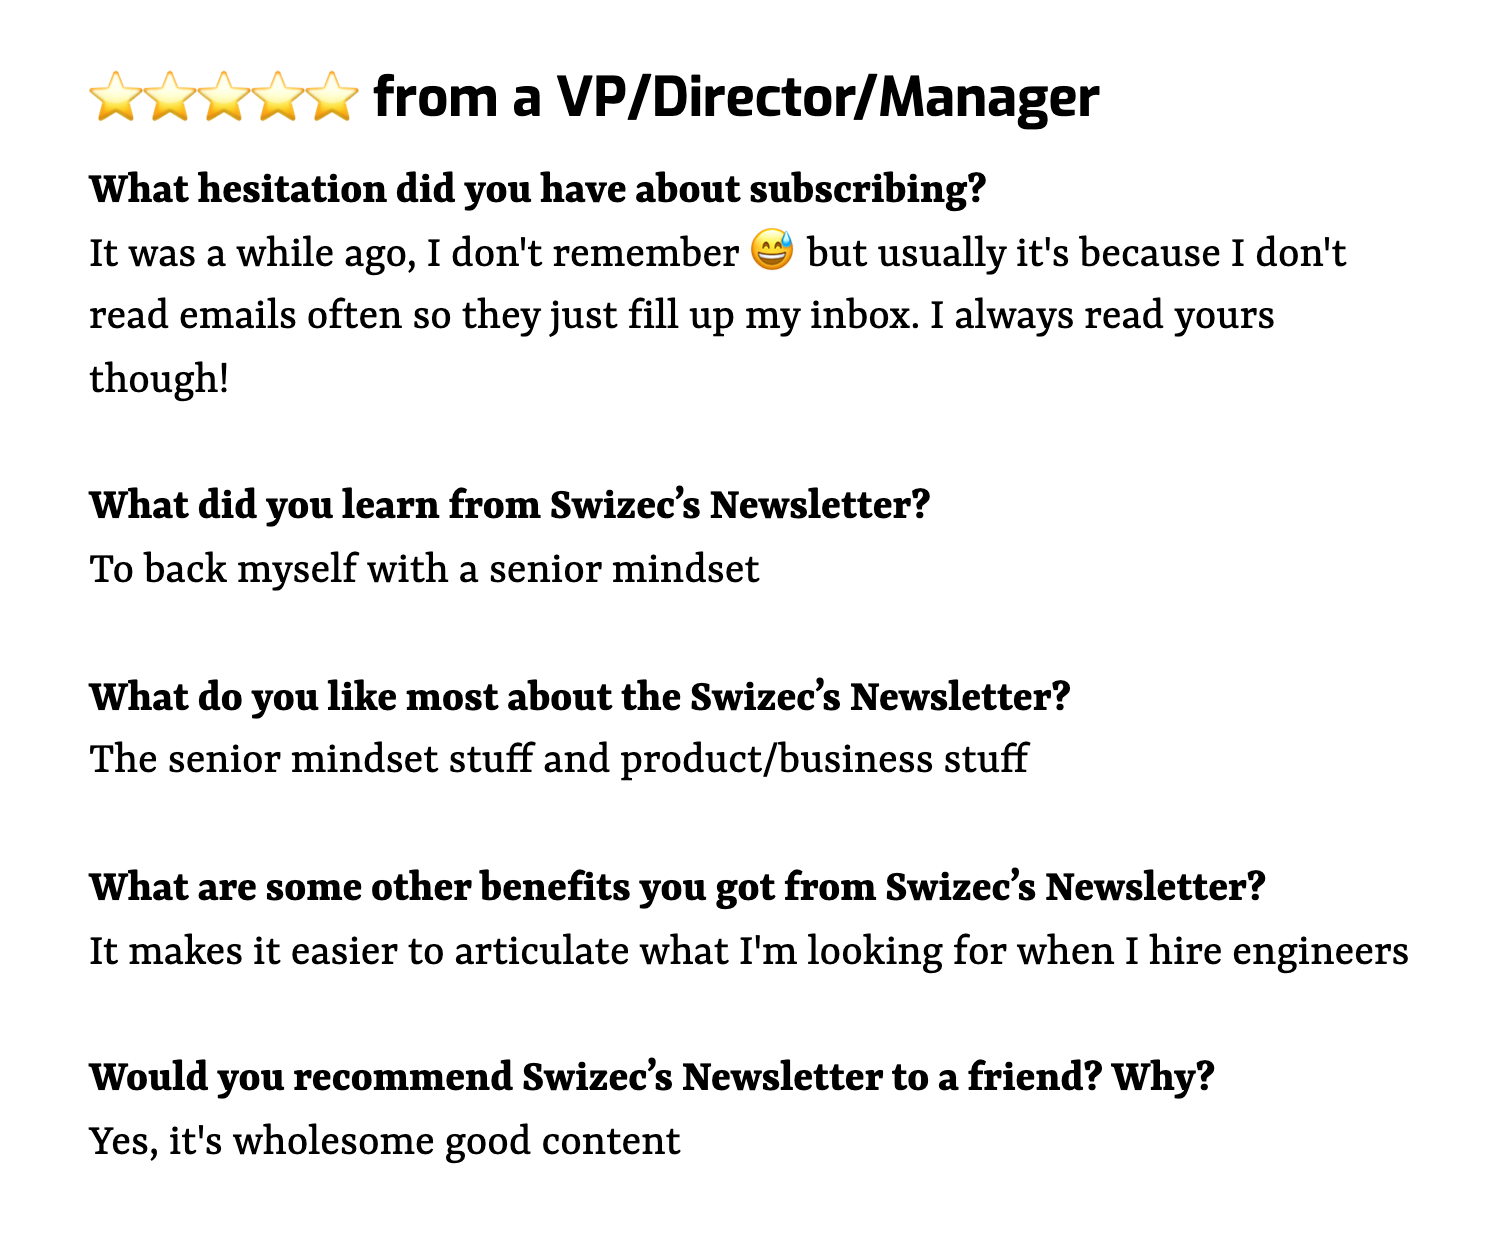 ⭐⭐⭐⭐⭐ from a VP/Director/Manager
What hesitation did you have about subscribing?
It was a while ago, I don't remember 😅 but usually it's because I don't
read emails often so they just fill up my inbox. I always read yours
though!
What did you learn from Swizec’s Newsletter?
To back myself with a senior mindset
What do you like most about the Swizec’s Newsletter?
The senior mindset stuff and product/business stuff
What are some other benefits you got from Swizec’s Newsletter?
It makes it easier to articulate what I'm looking for when I hire engineers
Would you recommend Swizec’s Newsletter to a friend? Why?
Yes, it's wholesome good content